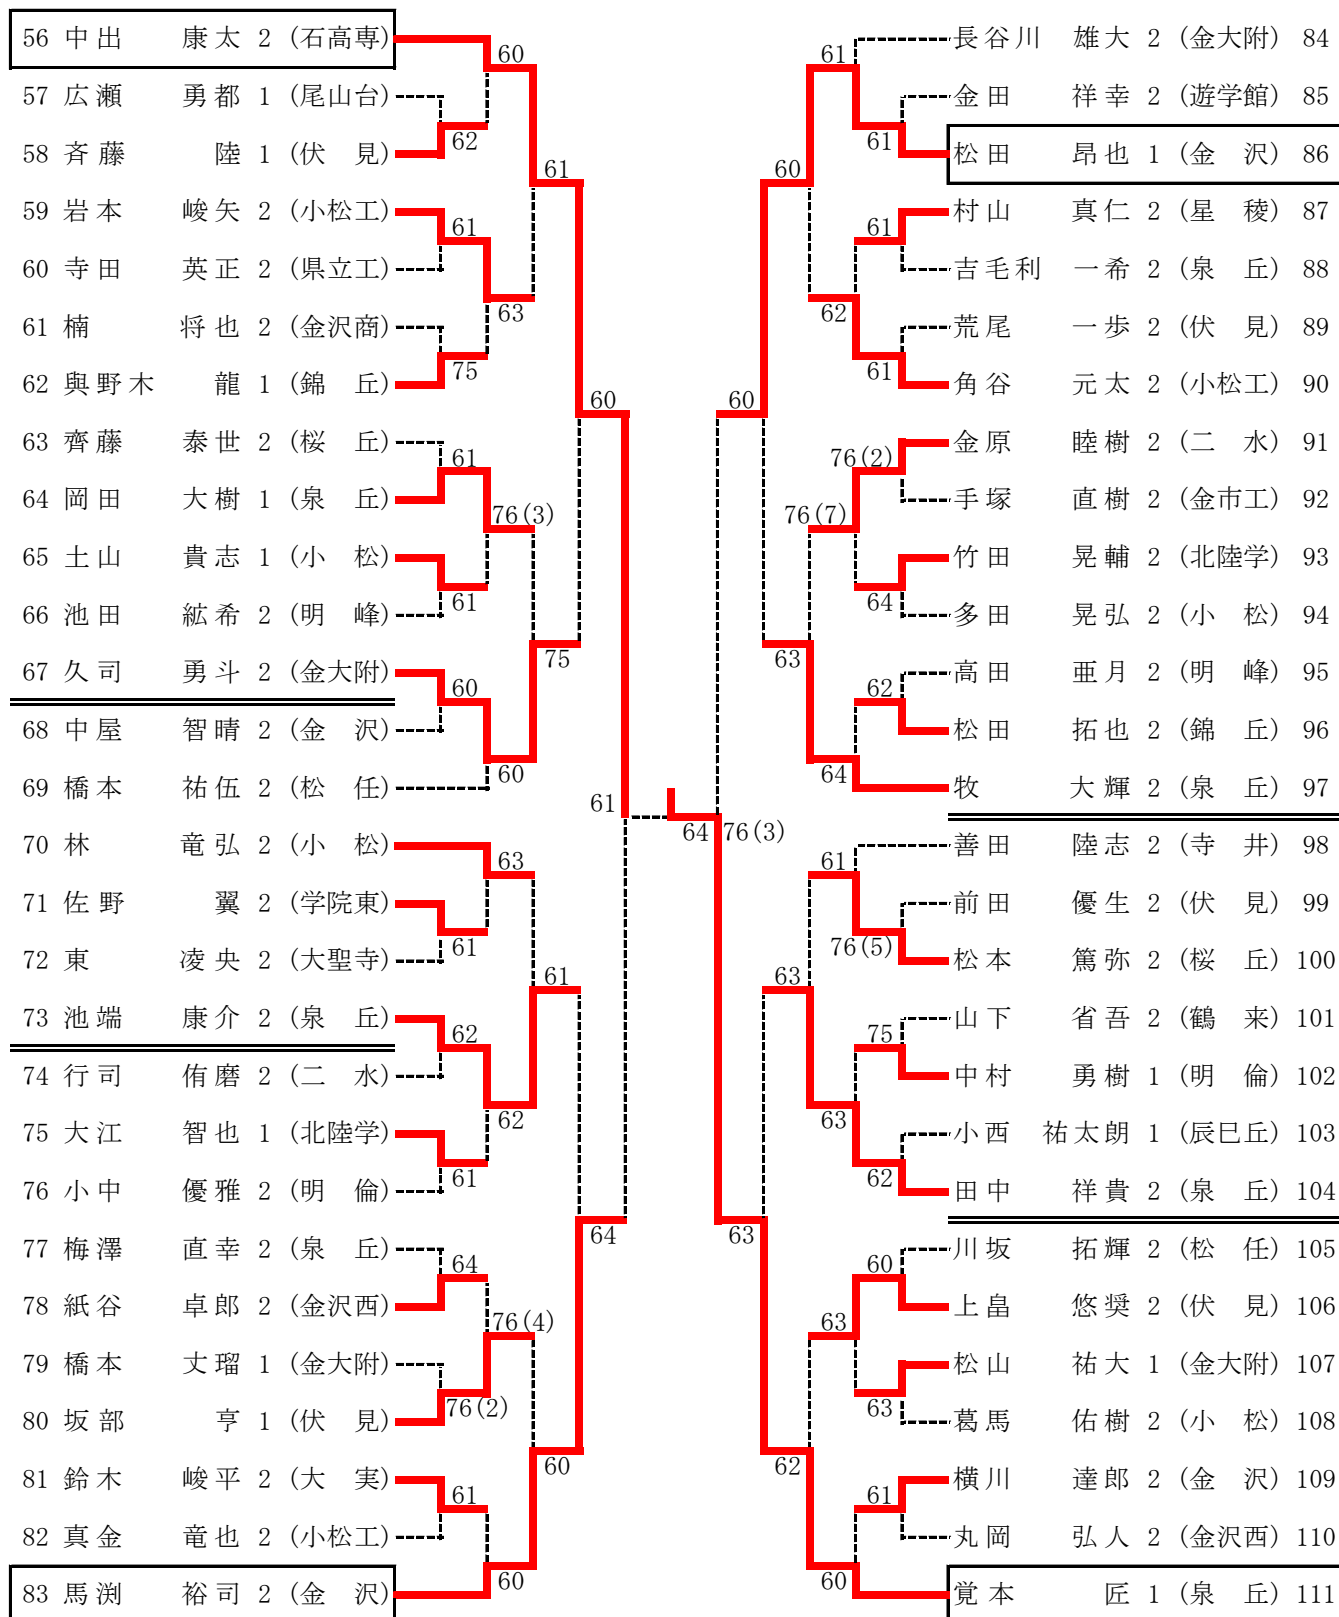 56 中出 康太 2 (石高専)
57 広瀬 勇都 1 (尾山台)
58 斉藤 陸 1 (伏 見)
59 岩本 峻矢 2 (小松工)
60 寺田 英正 2 (県立工)
61 楠 将也 2 (金沢商)
62 與野木 龍 1 (錦 丘)
63 齊藤 泰世 2 (桜 丘)
64 岡田 大樹 1 (泉 丘)
65 土山 貴志 1 (小 松)
66 池田 紘希 2 (明 峰)
67 久司 勇斗 2 (金大附)
68 中屋 智晴 2 (金 沢)
69 橋本 祐伍 2 (松 任)
70 林 竜弘 2 (小 松)
71 佐野 翼 2 (学院東)
72 東 凌央 2 (大聖寺)
73 池端 康介 2 (泉 丘)
74 行司 侑磨 2 (二 水)
75 大江 智也 1 (北陸学)
76 小中 優雅 2 (明 倫)
77 梅澤 直幸 2 (泉 丘)
78 紙谷 卓郎 2 (金沢西)
79 橋本 丈瑠 1 (金大附)
80 坂部 亨 1 (伏 見)
81 鈴木 峻平 2 (大 実)
82 真金 竜也 2 (小松工)
83 馬渕 裕司 2 (金 沢)
60
62
61
75
61
61
60
61
62
61
64
76(2)
61
60
63
76(3)
60
63
62
76(4)
60
61
75
61
60
60
64
61
64
76(3)
60
63
60
63
63
62
61
62
76(7)
64
61
63
63
60
61
61
61
76(2)
64
62
76(5)
75
62
60
63
61
長谷川 雄大 2 (金大附) 84
金田 祥幸 2 (遊学館) 85
松田 昂也 1 (金 沢) 86
村山 真仁 2 (星 稜) 87
吉毛利 一希 2 (泉 丘) 88
荒尾 一歩 2 (伏 見) 89
角谷 元太 2 (小松工) 90
金原 睦樹 2 (二 水) 91
手塚 直樹 2 (金市工) 92
竹田 晃輔 2 (北陸学) 93
多田 晃弘 2 (小 松) 94
高田 亜月 2 (明 峰) 95
松田 拓也 2 (錦 丘) 96
牧 大輝 2 (泉 丘) 97
善田 陸志 2 (寺 井) 98
前田 優生 2 (伏 見) 99
松本 篤弥 2 (桜 丘) 100
山下 省吾 2 (鶴 来) 101
中村 勇樹 1 (明 倫) 102
小西 祐太朗 1 (辰巳丘) 103
田中 祥貴 2 (泉 丘) 104
川坂 拓輝 2 (松 任) 105
上畠 悠奨 2 (伏 見) 106
松山 祐大 1 (金大附) 107
葛馬 佑樹 2 (小 松) 108
横川 達郎 2 (金 沢) 109
丸岡 弘人 2 (金沢西) 110
覚本 匠 1 (泉 丘) 111